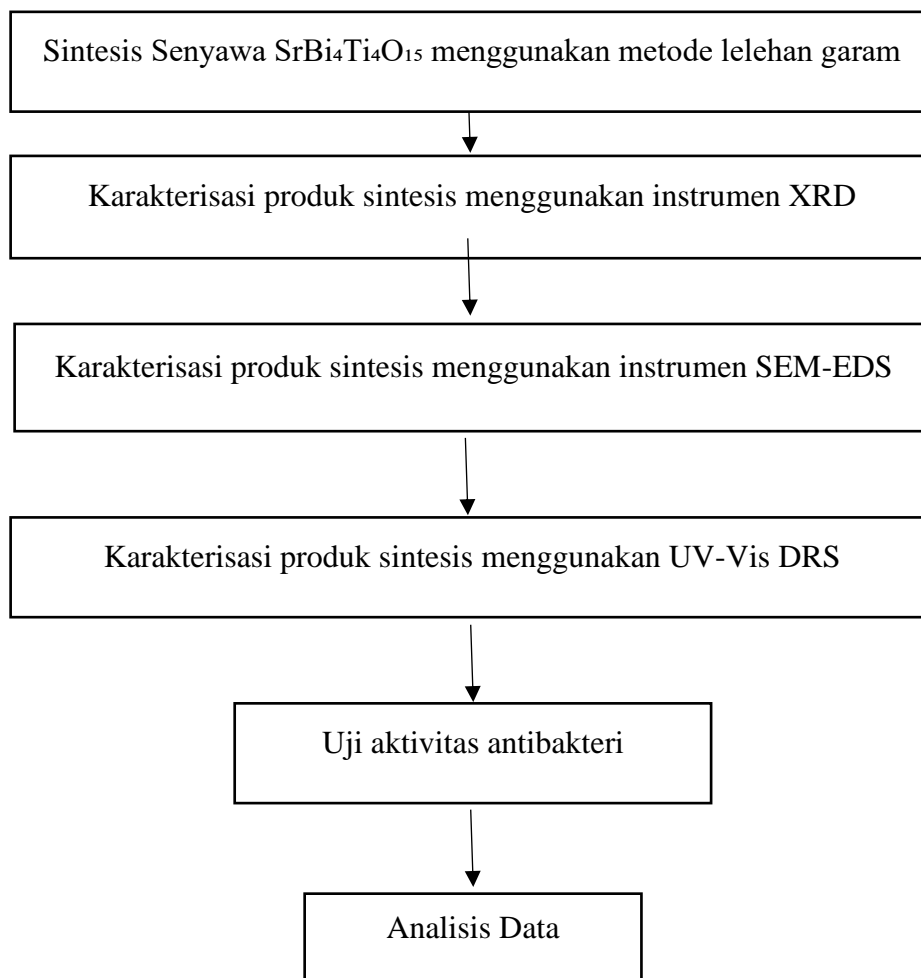 Sintesis Senyawa SrBi₄Ti₄O₁₅ menggunakan metode lelehan garam
Karakterisasi produk sintesis menggunakan instrumen XRD
Karakterisasi produk sintesis menggunakan instrumen SEM-EDS
Karakterisasi produk sintesis menggunakan UV-Vis DRS
Uji aktivitas antibakteri
Analisis Data